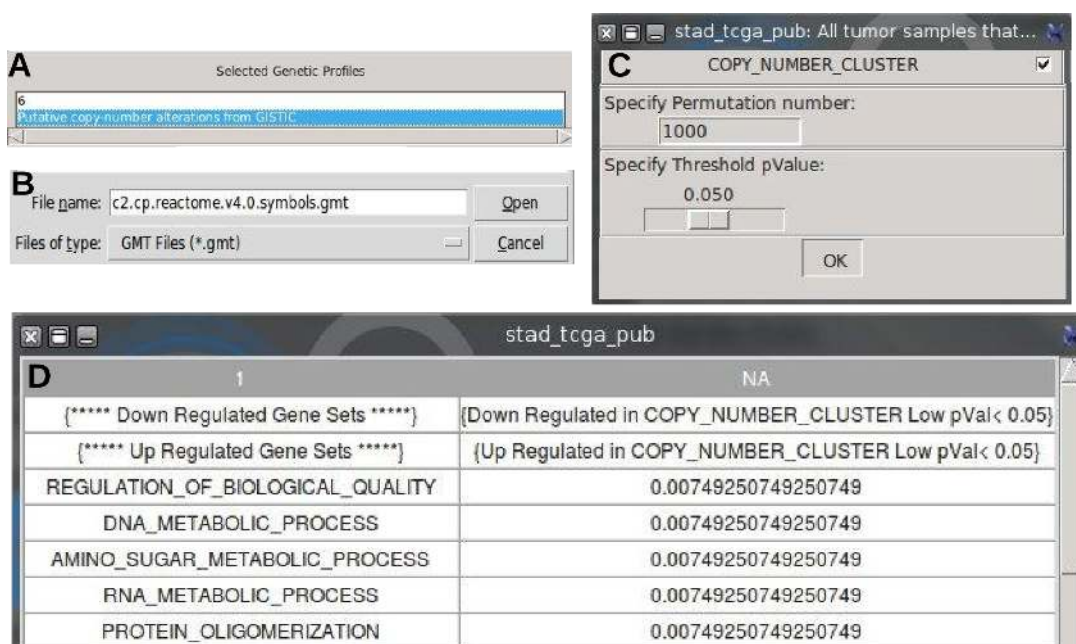 A
Selected Genetic Profiles
6
Putative copy-number alterations from GISTIC
B
File name: c2.cp.reactome.v4.0.symbols.gmt Open
Files of type: GMT Files (*.gmt) Cancel
stad_tcga_pub: All tumor samples that...
C COPY_NUMBER_CLUSTER
Specify Permutation number:
1000
Specify Threshold pValue:
0.050
OK
stad_tcga_pub
D 1 NA
{***** Down Regulated Gene Sets *****} {Down Regulated in COPY_NUMBER_CLUSTER Low pVal< 0.05}
{***** Up Regulated Gene Sets *****} {Up Regulated in COPY_NUMBER_CLUSTER Low pVal< 0.05}
REGULATION_OF_BIOLOGICAL_QUALITY 0.00749250749250749
DNA_METABOLIC_PROCESS 0.00749250749250749
AMINO_SUGAR_METABOLIC_PROCESS 0.00749250749250749
RNA_METABOLIC_PROCESS 0.00749250749250749
PROTEIN_OLIGOMERIZATION 0.00749250749250749